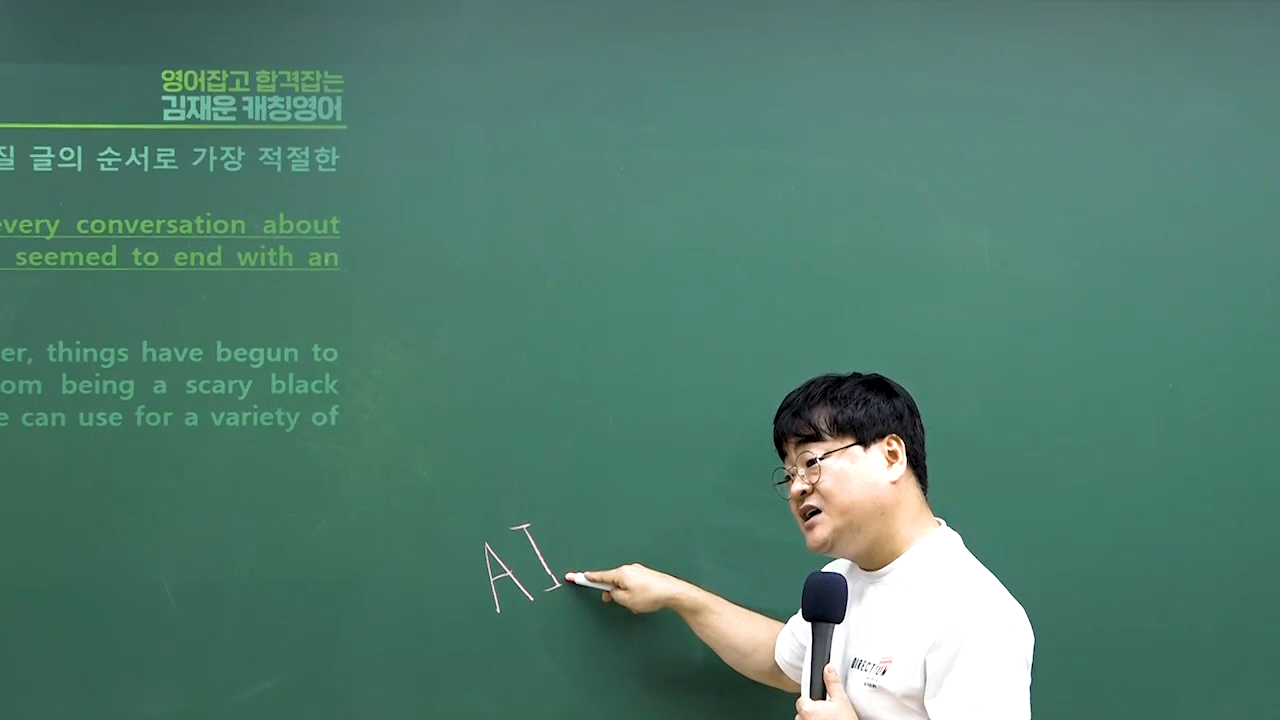 영어잡고 합격잡는
김재운 캐칭영어
질 글의 순서로 가장 적절한
every conversation about
seemed to end with an
er, things have begun to
om being a scary black
e can use for a variety of
AI
DIRECTION